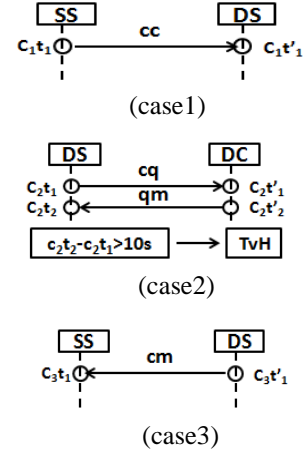 SS DS
cc
C₁t₁ C₁t'₁
(case1)
DS DC
cq
C₂t₁ C₂t'₁
qm
C₂t₂ C₂t'₂
c₂t₂-c₂t₁>10s TvH
(case2)
SS DS
cm
C₃t₁ C₃t'₁
(case3)